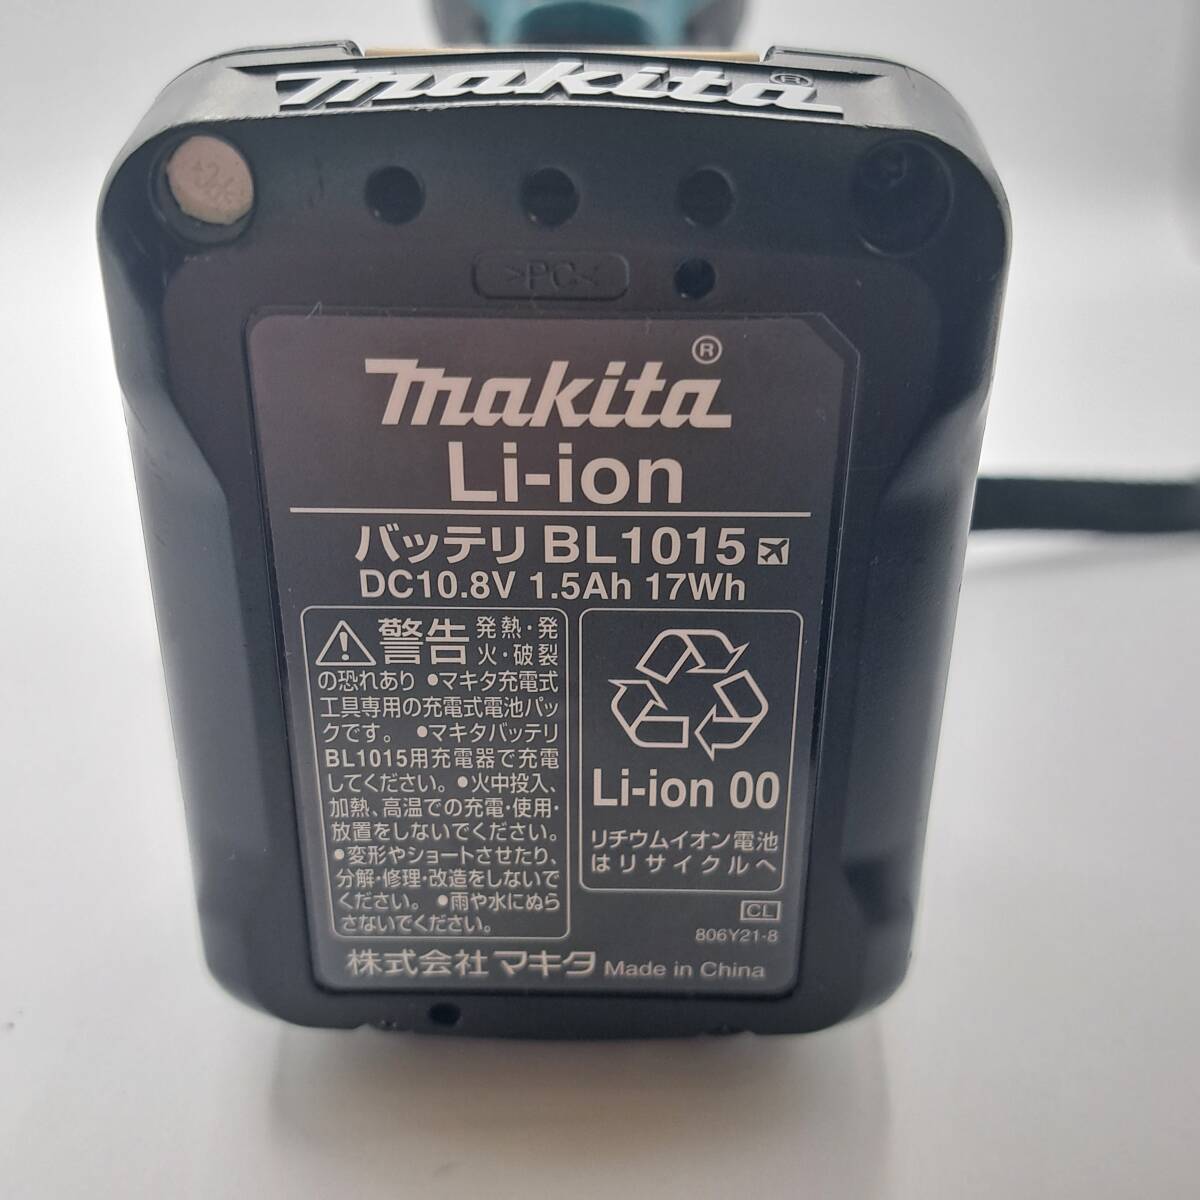 makita®
>PC<
makita®
Li-ion
バッテリ BL1015
DC10.8V 1.5Ah 17Wh
警告 発熱・発
火・破裂
の恐れあり ●マキタ充電式
工具専用の充電式電池パッ
クです。 ●マキタバッテリ
BL1015用充電器で充電
してください。●火中投入、
加熱、高温での充電・使用・
放置をしないでください。
●変形やショートさせたり、
分解・修理・改造をしないで
ください。 ●雨や水にぬら
さないでください。
Li-ion 00
リチウムイオン電池
はリサイクルへ
CL
806Y21-8
株式会社マキタ Made in China